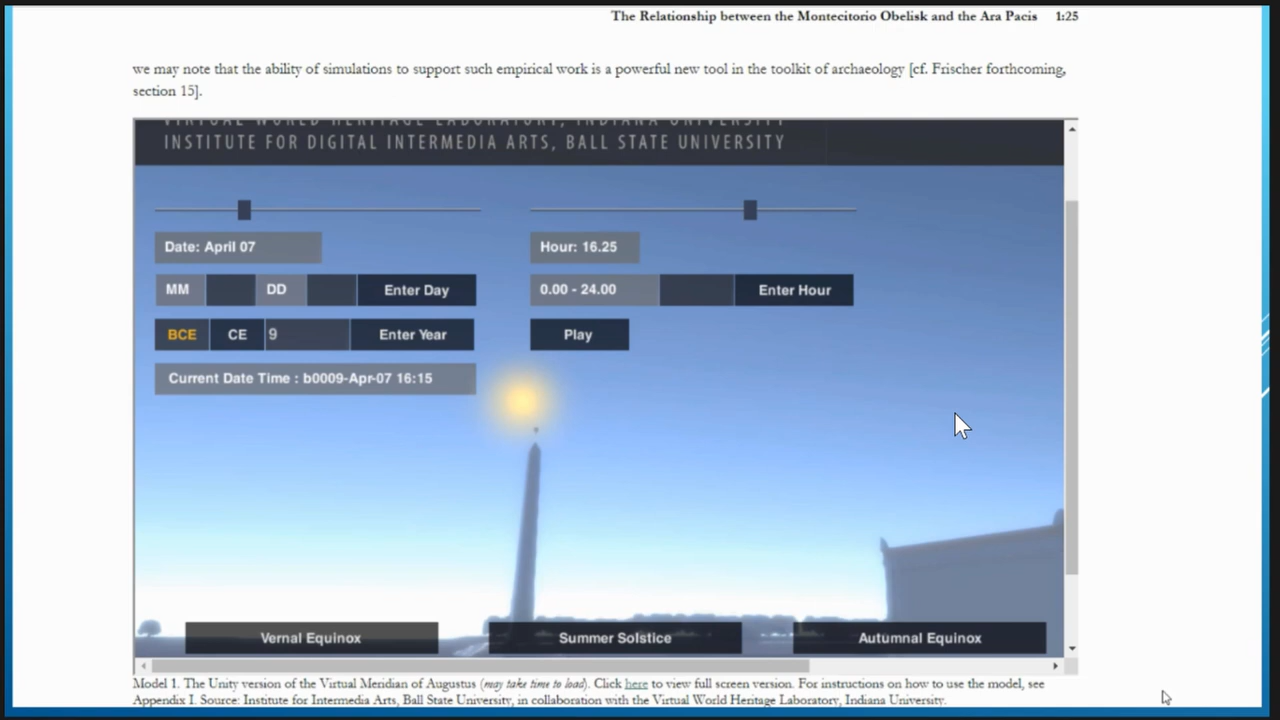 The Relationship between the Montecitorio Obelisk and the Ara Pacis 1:25
we may note that the ability of simulations to support such empirical work is a powerful new tool in the toolkit of archaeology [cf. Frischer forthcoming,
section 15].
VIRTUAL WORLD HERITAGE LABORATORY, INDIANA UNIVERSITY
INSTITUTE FOR DIGITAL INTERMEDIA ARTS, BALL STATE UNIVERSITY
Date: April 07
Hour: 16.25
MM DD Enter Day
0.00 - 24.00 Enter Hour
BCE CE 9 Enter Year
Play
Current Date Time : b0009-Apr-07 16:15
Vernal Equinox
Summer Solstice
Autumnal Equinox
Model 1. The Unity version of the Virtual Meridian of Augustus (may take time to load). Click here to view full screen version. For instructions on how to use the model, see
Appendix I. Source: Institute for Intermedia Arts, Ball State University, in collaboration with the Virtual World Heritage Laboratory, Indiana University.